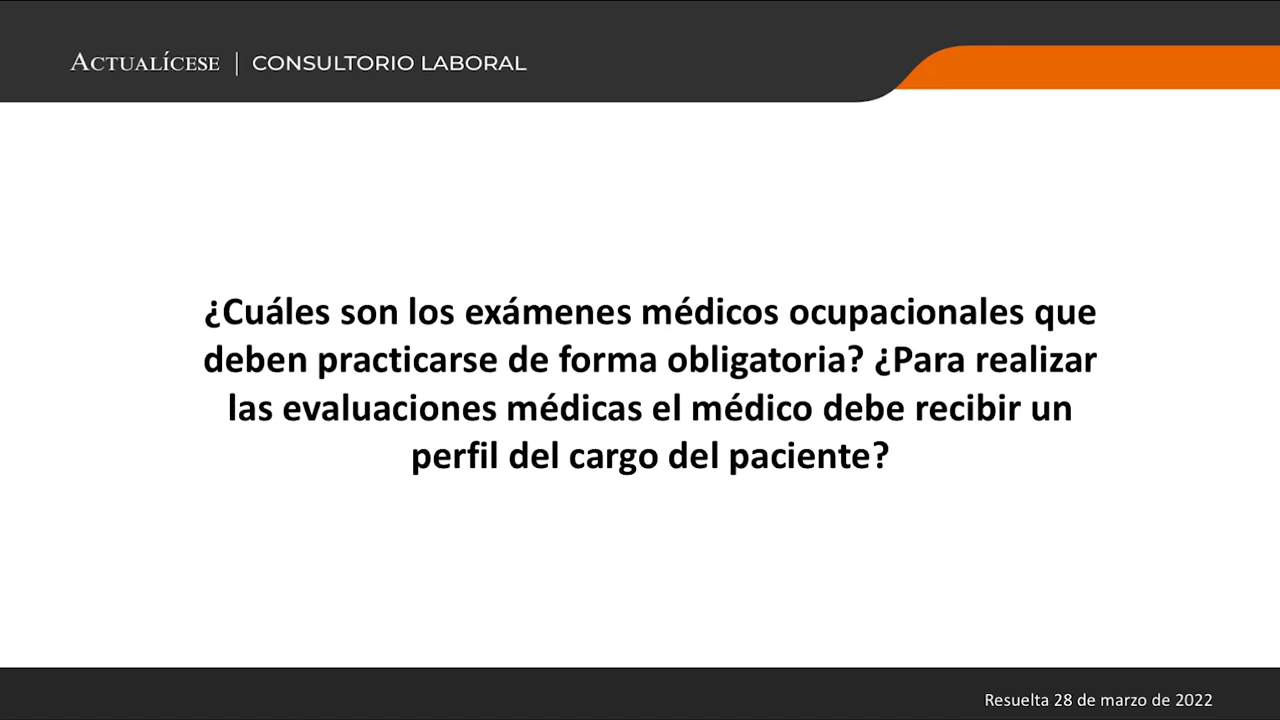 ACTUALÍCESE | CONSULTORIO LABORAL
¿Cuáles son los exámenes médicos ocupacionales que
deben practicarse de forma obligatoria? ¿Para realizar
las evaluaciones médicas el médico debe recibir un
perfil del cargo del paciente?
Resuelta 28 de marzo de 2022